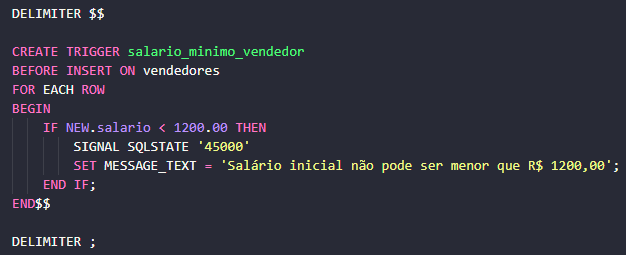 DELIMITER $$
CREATE TRIGGER salario_minimo_vendedor
BEFORE INSERT ON vendedores
FOR EACH ROW
BEGIN
IF NEW.salario < 1200.00 THEN
SIGNAL SQLSTATE '45000'
SET MESSAGE_TEXT = 'Salário inicial não pode ser menor que R$ 1200,00';
END IF;
END$$
DELIMITER ;